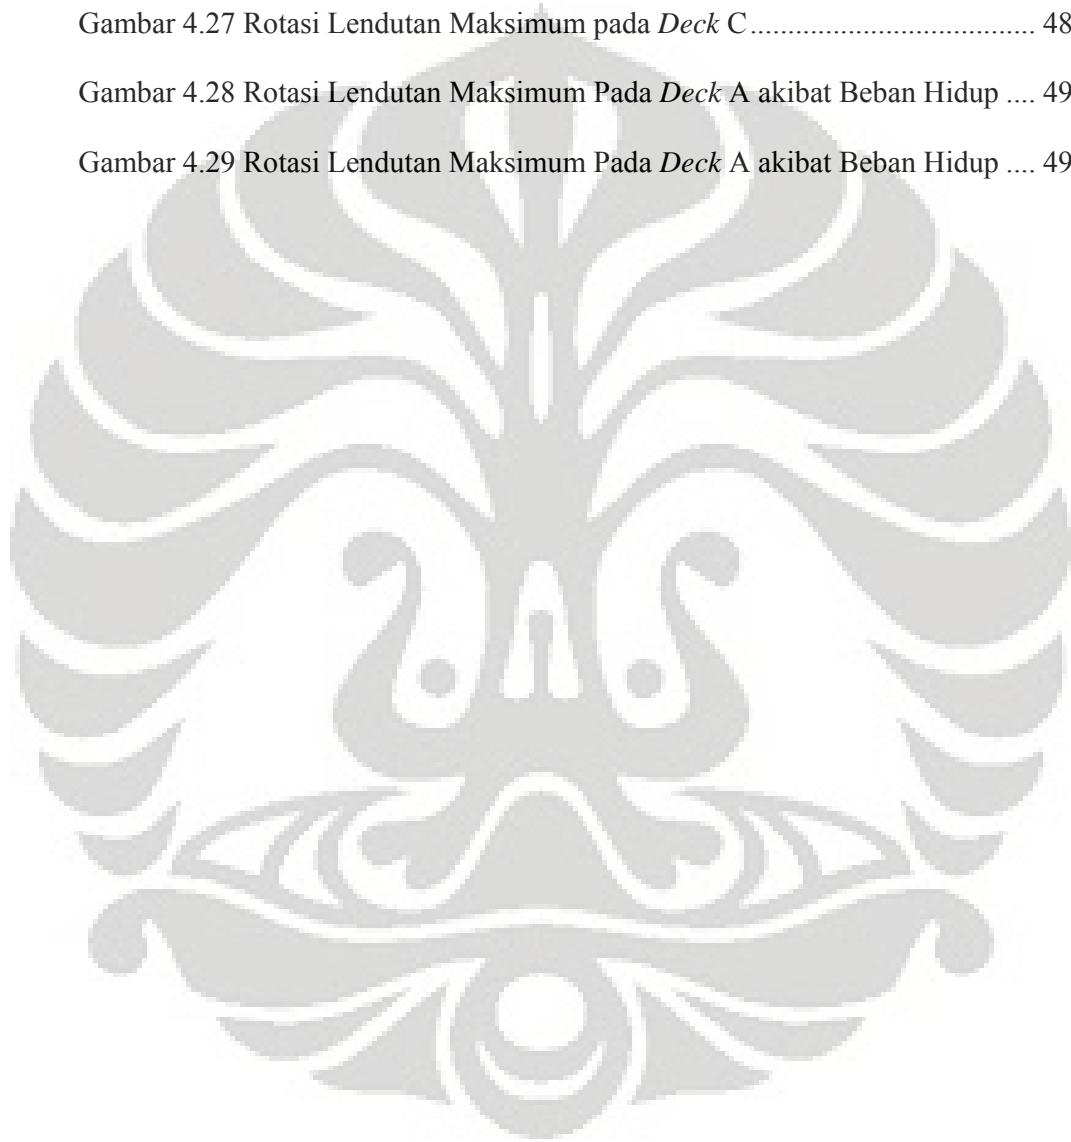 Gambar 4.27 Rotasi Lendutan Maksimum pada Deck C..................................... 48
Gambar 4.28 Rotasi Lendutan Maksimum Pada Deck A akibat Beban Hidup .... 49
Gambar 4.29 Rotasi Lendutan Maksimum Pada Deck A akibat Beban Hidup .... 49